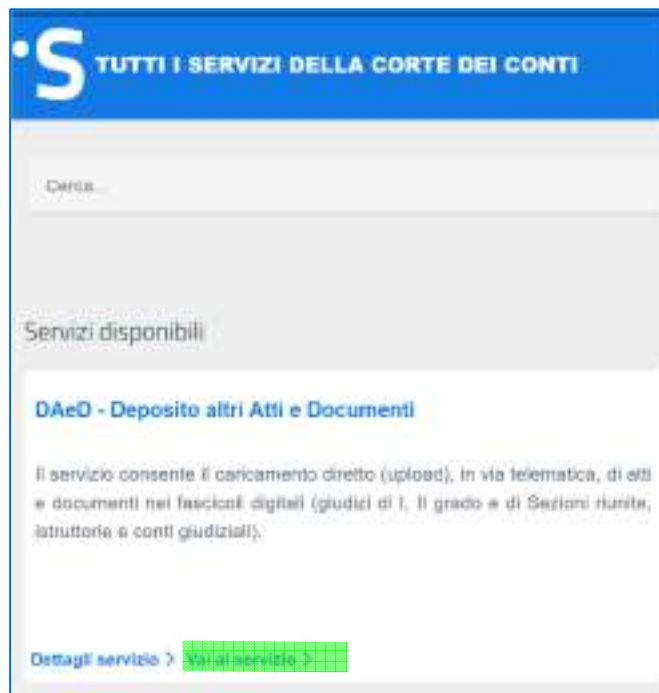 S TUTTI I SERVIZI DELLA CORTE DEI CONTI
Cerca...
Servizi disponibili
DAeD - Deposito altri Atti e Documenti
Il servizio consente il caricamento diretto (upload), in via telematica, di atti
e documenti nei fascicoli digitali (giudizi di I, II grado e di Sezioni riunite,
istruttorie e conti giudiziali).
Dettagli servizio > Vai al servizio >